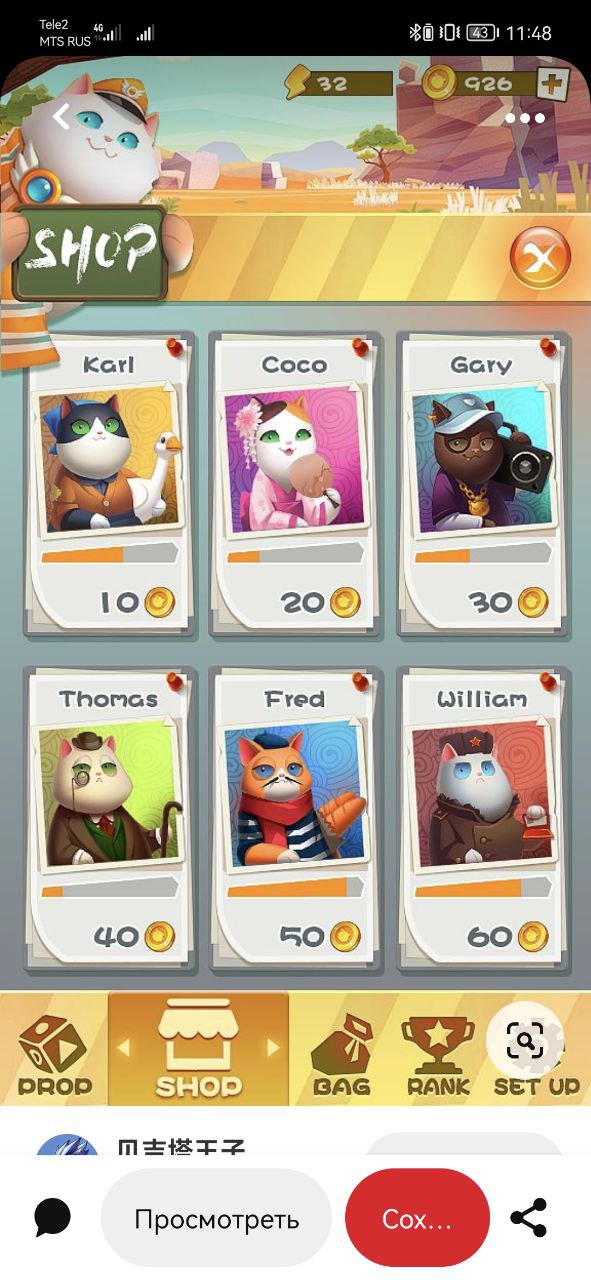 Tele2
MTS RUS
4G
43
11:48
32
926
SHOP
Karl
Coco
Gary
10
20
30
Thomas
Fred
William
40
50
60
PROP
SHOP
BAG
RANK
SET UP
贝吉塔王子
Просмотреть
Сох...